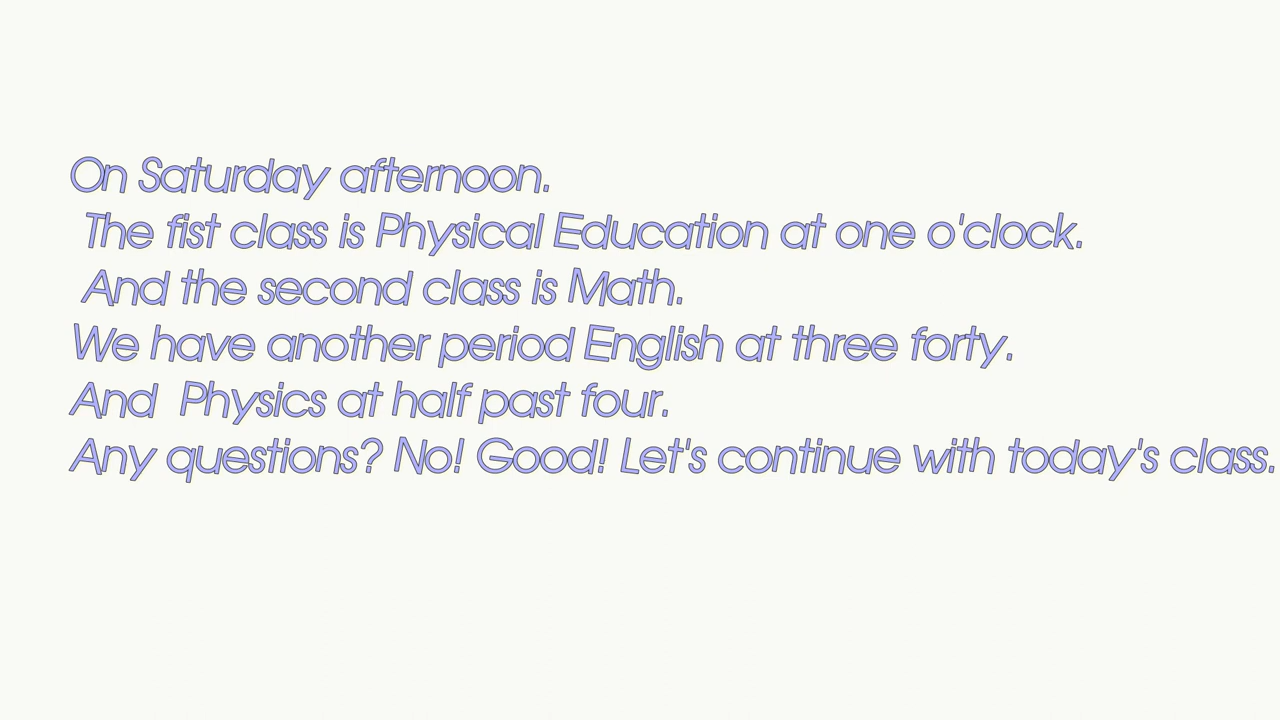 On Saturday afternoon.
The fist class is Physical Education at one o'clock.
And the second class is Math.
We have another period English at three forty.
And  Physics at half past four.
Any questions? No! Good! Let's continue with today's class.